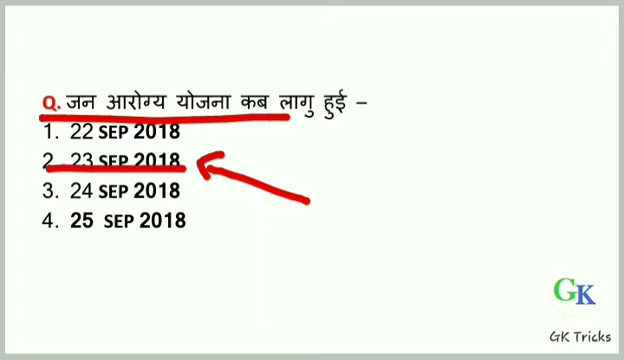 Q. जन आरोग्य योजना कब लागु हुई –
1. 22 SEP 2018
2. 23 SEP 2018
3. 24 SEP 2018
4. 25 SEP 2018
GK
GK Tricks